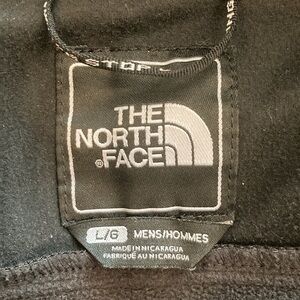 THE
NORTH
FACE
L/G MENS/HOMMES
MADE IN NICARAGUA
FABRIQUÉ AU NICARAGUA